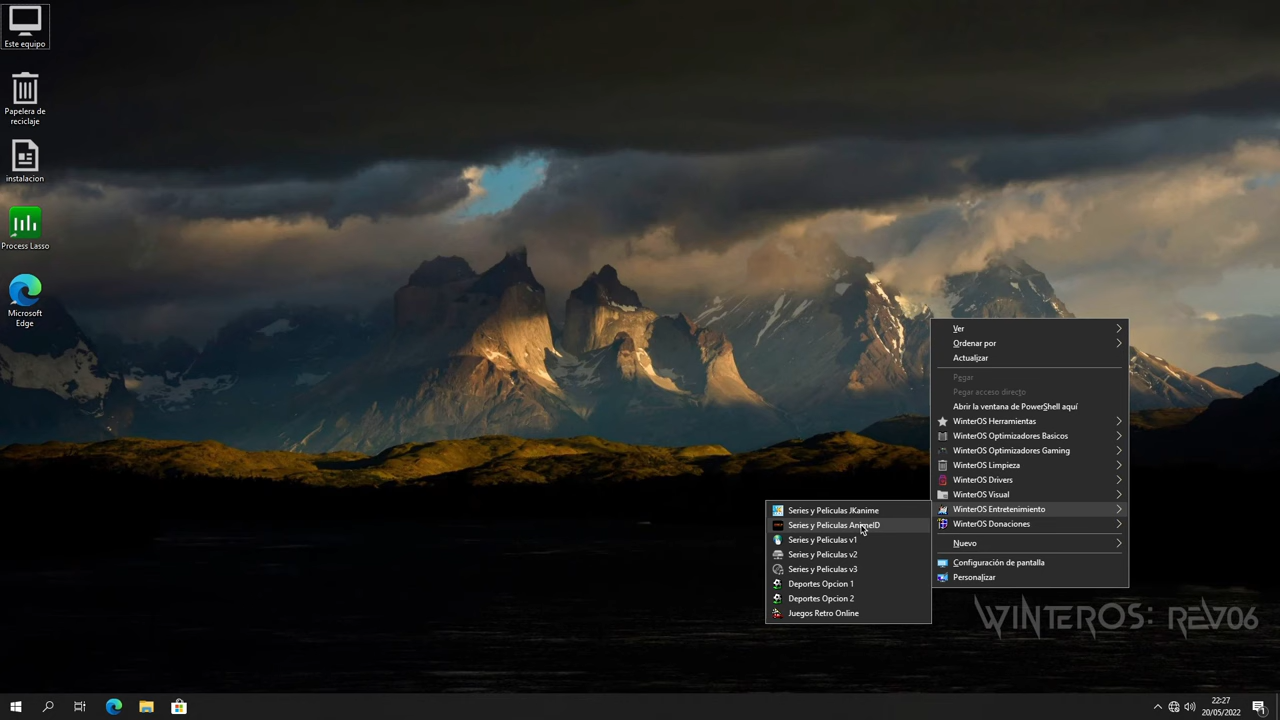 Este equipo
Papelera de
reciclaje
instalacion
Process Lasso
Microsoft
Edge
Ver
Ordenar por
Actualizar
Pegar
Pegar acceso directo
Abrir la ventana de PowerShell aquí
WinterOS Herramientas
WinterOS Optimizadores Basicos
WinterOS Optimizadores Gaming
WinterOS Limpieza
WinterOS Drivers
WinterOS Visual
WinterOS Entretenimiento
WinterOS Donaciones
Nuevo
Configuración de pantalla
Personalizar
Series y Peliculas JKanime
Series y Peliculas AnimeID
Series y Peliculas v1
Series y Peliculas v2
Series y Peliculas v3
Deportes Opcion 1
Deportes Opcion 2
Juegos Retro Online
WINTEROS: REV06
22:27
20/05/2022
1